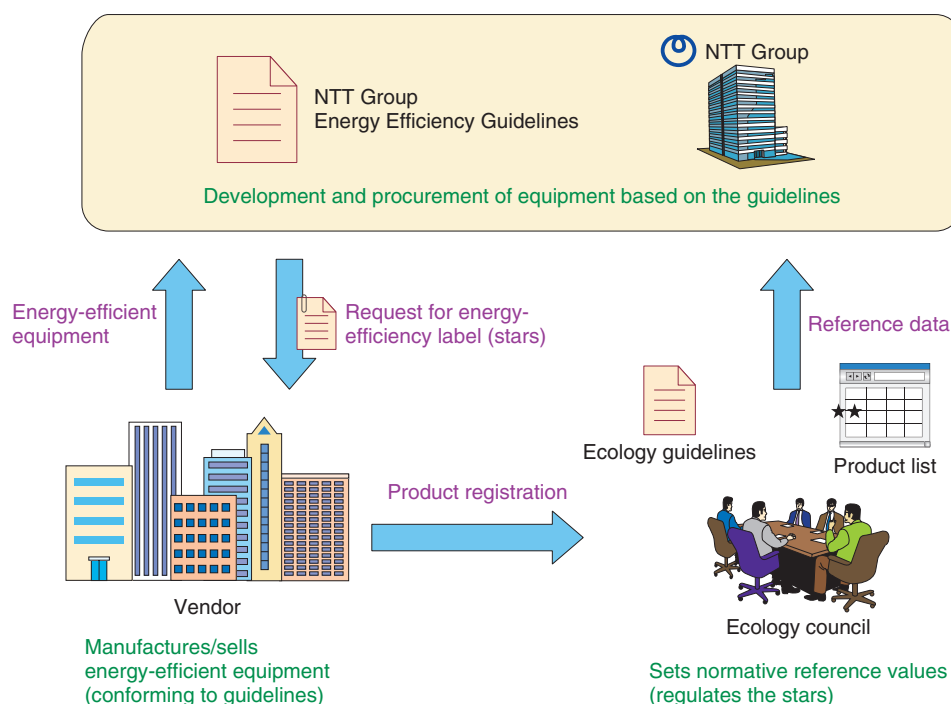 NTT Group
NTT Group
Energy Efficiency Guidelines
Development and procurement of equipment based on the guidelines
Energy-efficient
equipment
Request for energy-
efficiency label (stars)
Reference data
Ecology guidelines
Product list
Product registration
Vendor
Ecology council
Manufactures/sells
energy-efficient equipment
(conforming to guidelines)
Sets normative reference values
(regulates the stars)